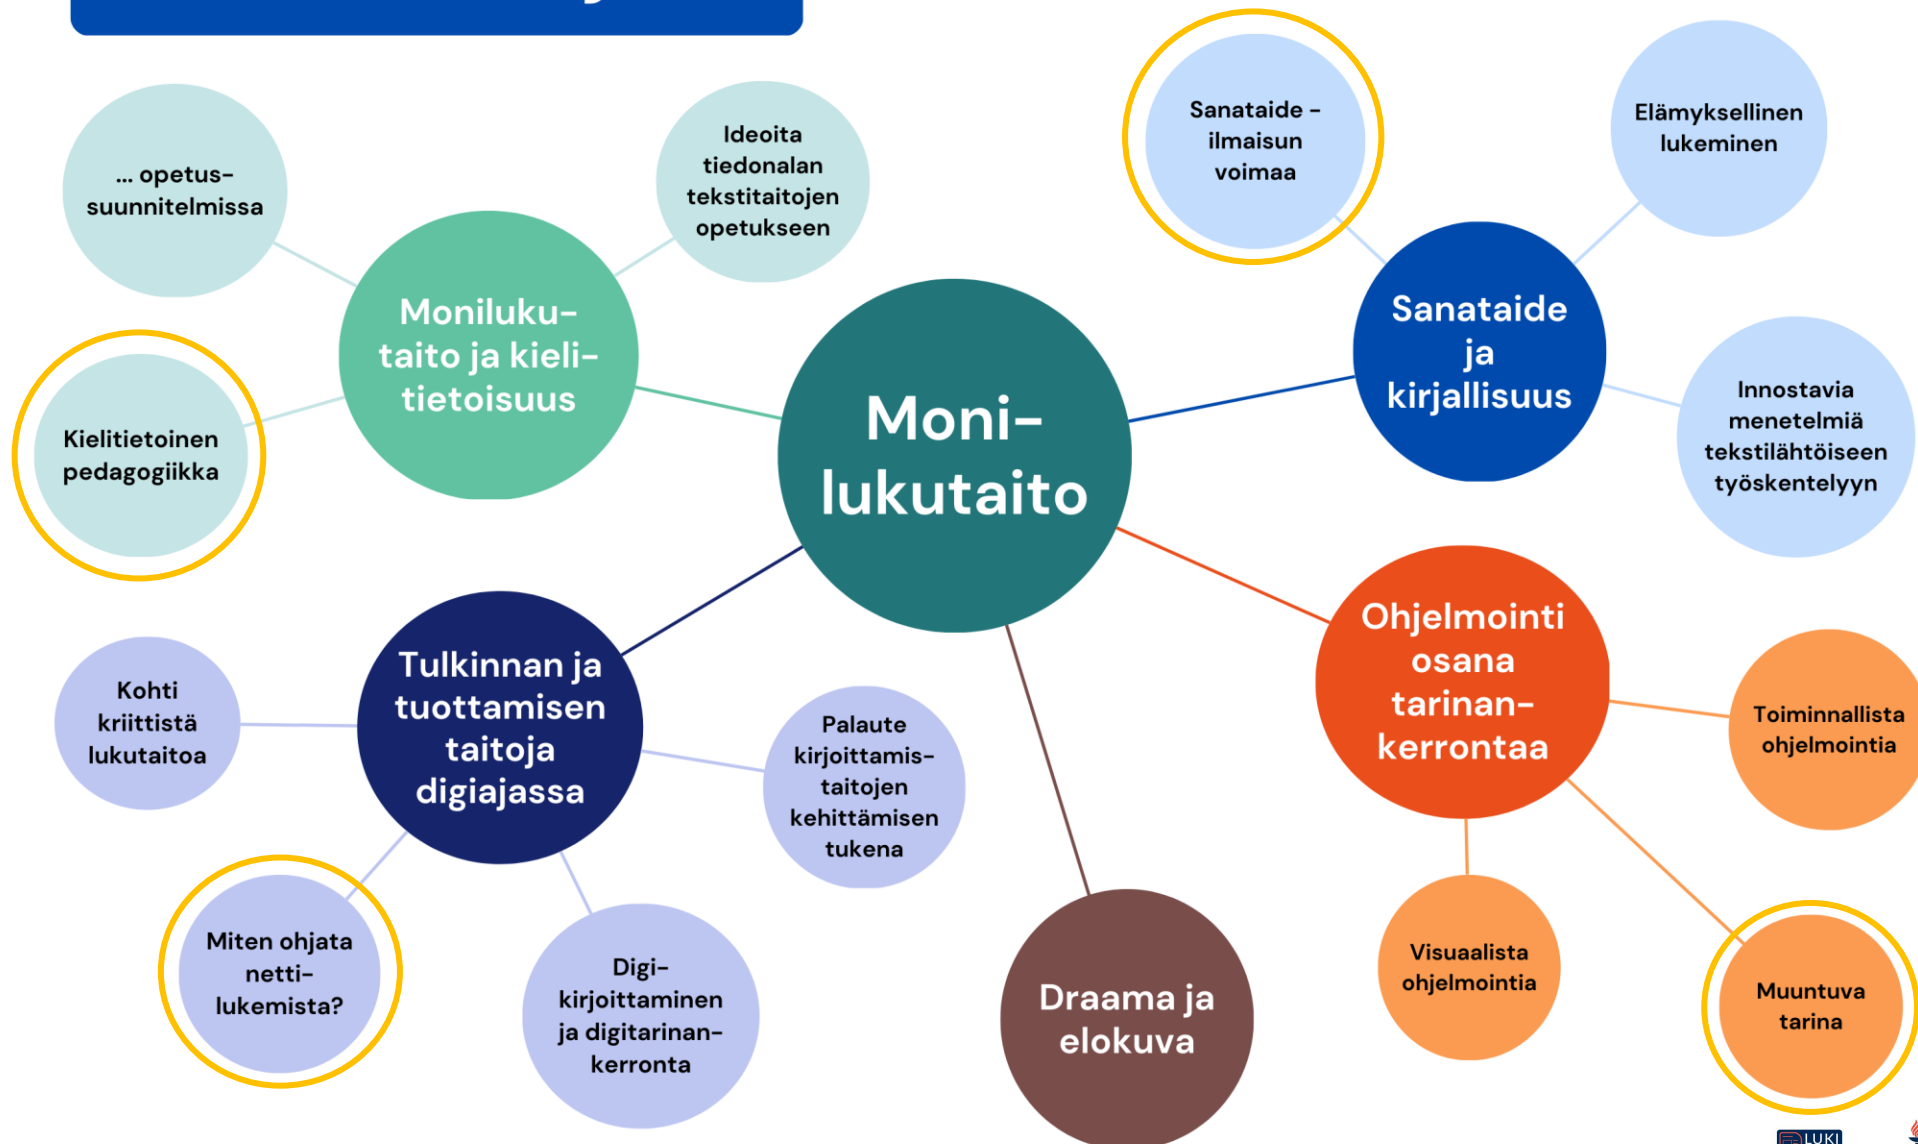 ... opetus-
suunnitelmissa
Ideoita
tiedonalan
tekstitaitojen
opetukseen
Moniluku-
taito ja kieli-
tietoisuus
Kielitietoinen
pedagogiikka
Moni-
lukutaito
Sanataide -
ilmaisun
voimaa
Elämyksellinen
lukeminen
Sanataide
ja
kirjallisuus
Innostavia
menetelmiä
tekstilähtöiseen
työskentelyyn
Tulkinnan ja
tuottamisen
taitoja
digiajassa
Kohti
kriittistä
lukutaitoa
Palaute
kirjoittamis-
taitojen
kehittämisen
tukena
Miten ohjata
netti-
lukemista?
Digi-
kirjoittaminen
ja digitarinan-
kerronta
Draama ja
elokuva
Ohjelmointi
osana
tarinan-
kerrontaa
Toiminnallista
ohjelmointia
Visuaalista
ohjelmointia
Muuntuva
tarina
LUKI